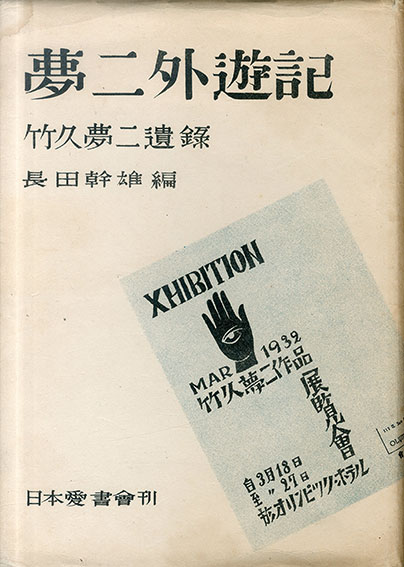 夢二外遊記
竹久夢二遺錄
長田幹雄編
XHIBITION
MAR 1932
竹久夢二作品
展覧會
自3月18日
至〃27日
於オリンピック・ホテル
日本愛書會刊